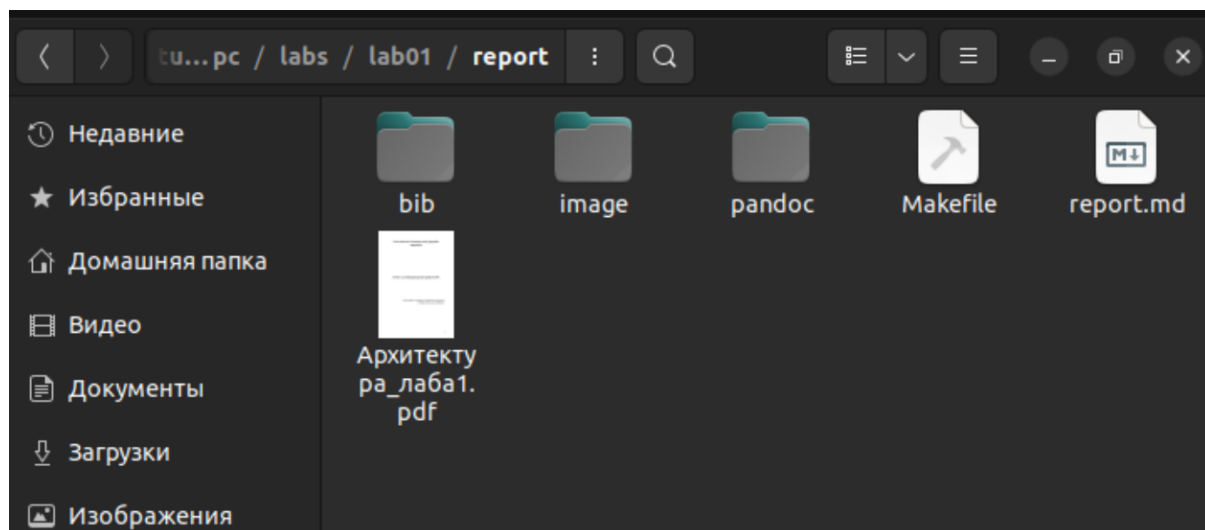 tu...pc / labs / lab01 / report
Недавние
Избранные
Домашняя папка
Видео
Документы
Загрузки
Изображения
bib
image
pandoc
Makefile
M↓
report.md
Архитекту
ра_лаба1.
pdf